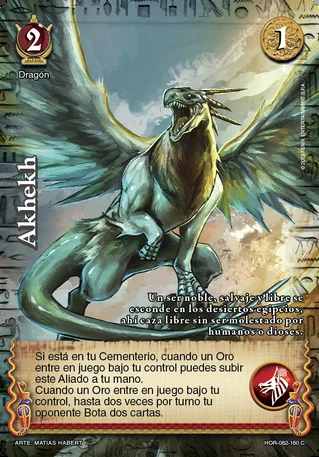 2
1
Dragón
Akhekh
Un ser noble, salvaje y libre se
esconde en los desiertos egipcios,
ahí caza libre sin ser molestado por
humanos o dioses.
Si está en tu Cementerio, cuando un Oro
entre en juego bajo tu control puedes subir
este Aliado a tu mano.
Cuando un Oro entre en juego bajo tu
control, hasta dos veces por turno tu
oponente Bota dos cartas.
ARTE: MATIAS HABERT
HOR-082-160 C